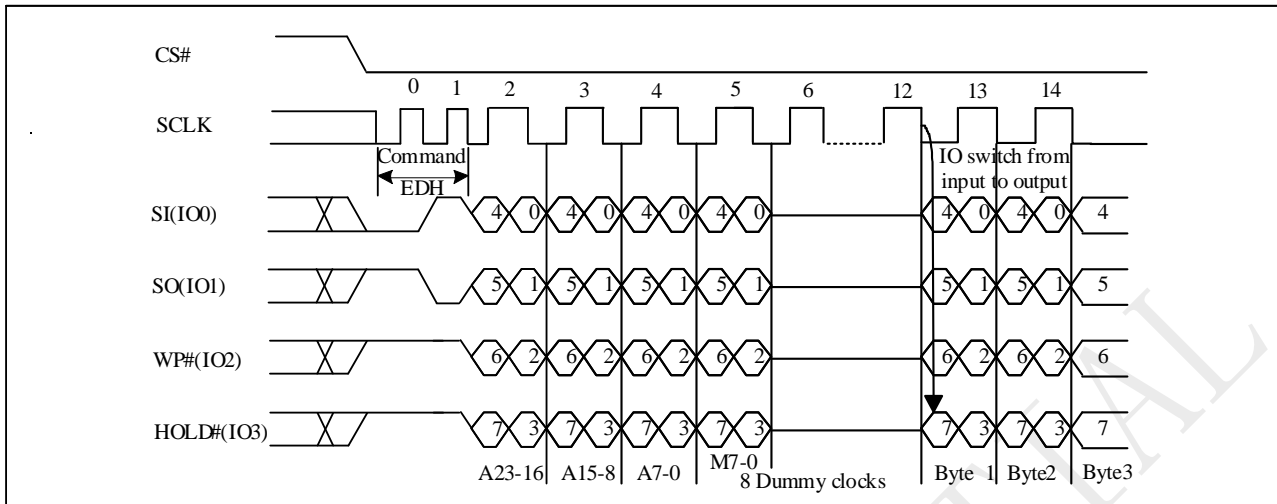 CS#
0 1 2 3 4 5 6 12 13 14
SCLK
Command
IO switch from
EDH
input to output
SI(IO0) 4 0 4 0 4 0 4 0 4 0 4 0 4
SO(IO1) 5 1 5 1 5 1 5 1 5 1 5 1 5
WP#(IO2) 6 2 6 2 6 2 6 2 6 2 6 2 6
HOLD#(IO3) 7 3 7 3 7 3 7 3 7 3 7 3 7
A23-16 A15-8 A7-0 M7-0 8 Dummy clocks Byte 1 Byte2 Byte3
TIAL